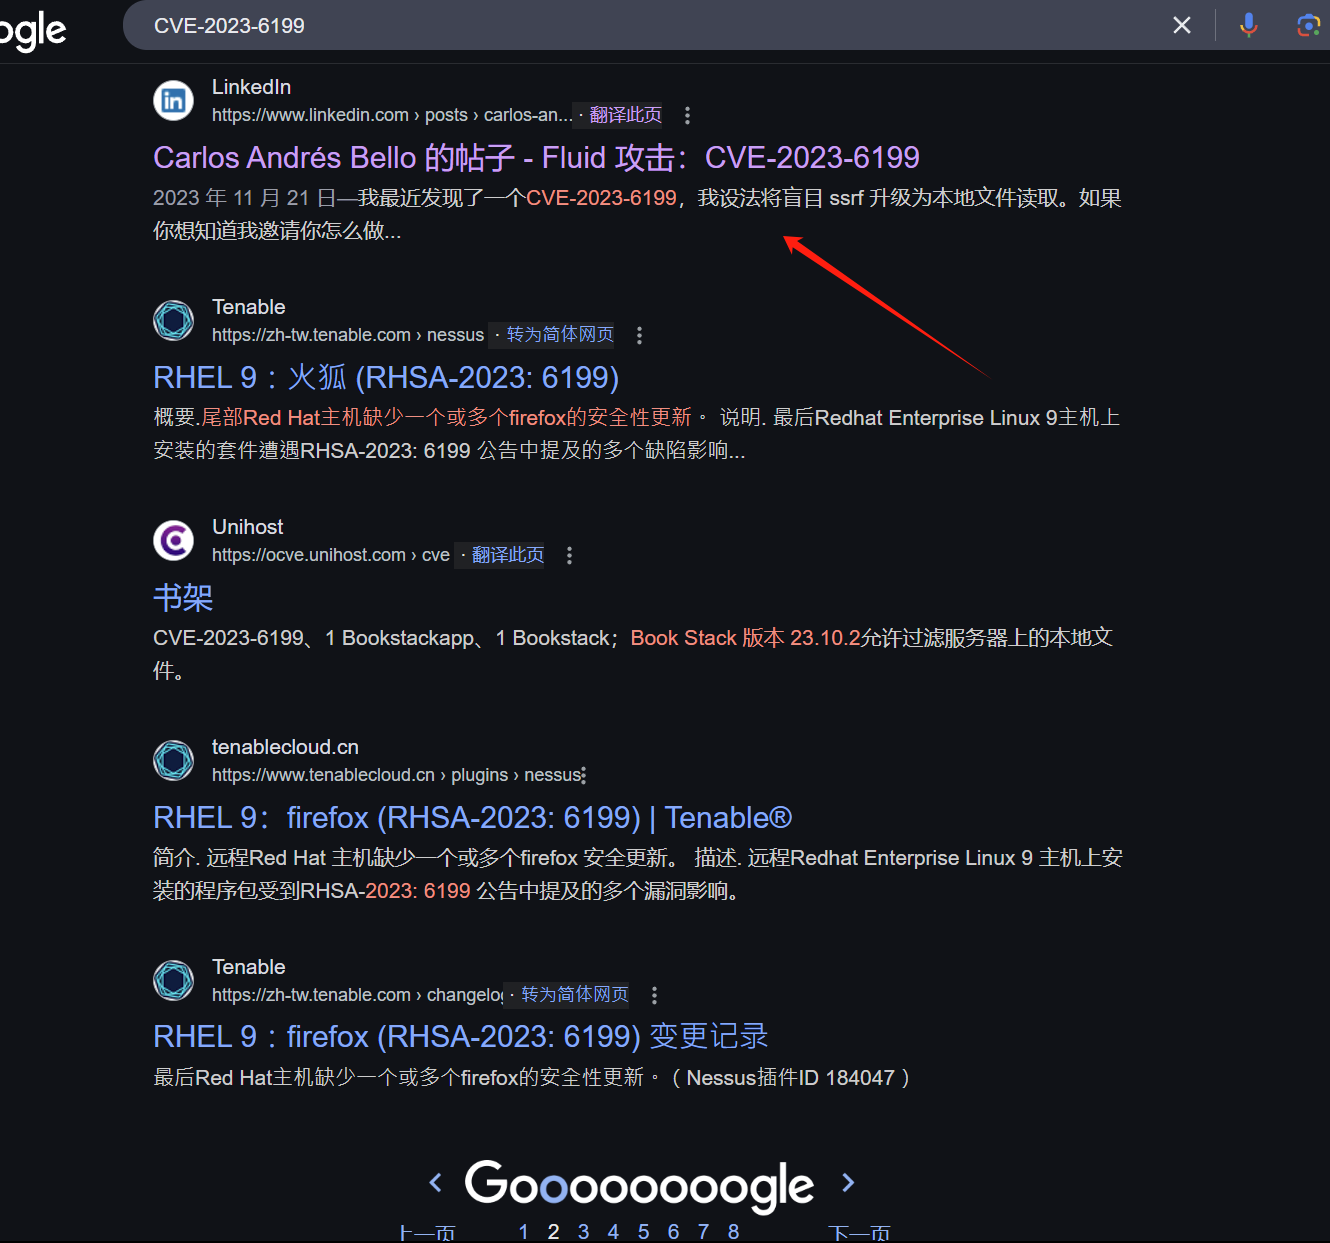 ogle
CVE-2023-6199
LinkedIn
https://www.linkedin.com › posts › carlos-an... · 翻译此页
Carlos Andrés Bello 的帖子 - Fluid 攻击：CVE-2023-6199
2023 年 11 月 21 日—我最近发现了一个CVE-2023-6199，我设法将盲目 ssrf 升级为本地文件读取。如果
你想知道我邀请你怎么做...
Tenable
https://zh-tw.tenable.com › nessus · 转为简体网页
RHEL 9：火狐 (RHSA-2023: 6199)
概要.尾部Red Hat主机缺少一个或多个firefox的安全性更新。 说明. 最后Redhat Enterprise Linux 9主机上
安装的套件遭遇RHSA-2023: 6199 公告中提及的多个缺陷影响...
Unihost
https://ocve.unihost.com › cve · 翻译此页
书架
CVE-2023-6199、1 Bookstackapp、1 Bookstack；Book Stack 版本 23.10.2允许过滤服务器上的本地文
件。
tenablecloud.cn
https://www.tenablecloud.cn › plugins › nessus
RHEL 9：firefox (RHSA-2023: 6199) | Tenable®
简介. 远程Red Hat 主机缺少一个或多个firefox 安全更新。 描述. 远程Redhat Enterprise Linux 9 主机上安
装的程序包受到RHSA-2023: 6199 公告中提及的多个漏洞影响。
Tenable
https://zh-tw.tenable.com › changelog · 转为简体网页
RHEL 9：firefox (RHSA-2023: 6199) 变更记录
最后Red Hat主机缺少一个或多个firefox的安全性更新。（ Nessus插件ID 184047 ）
Gooooooooogle
上一页 1 2 3 4 5 6 7 8 下一页